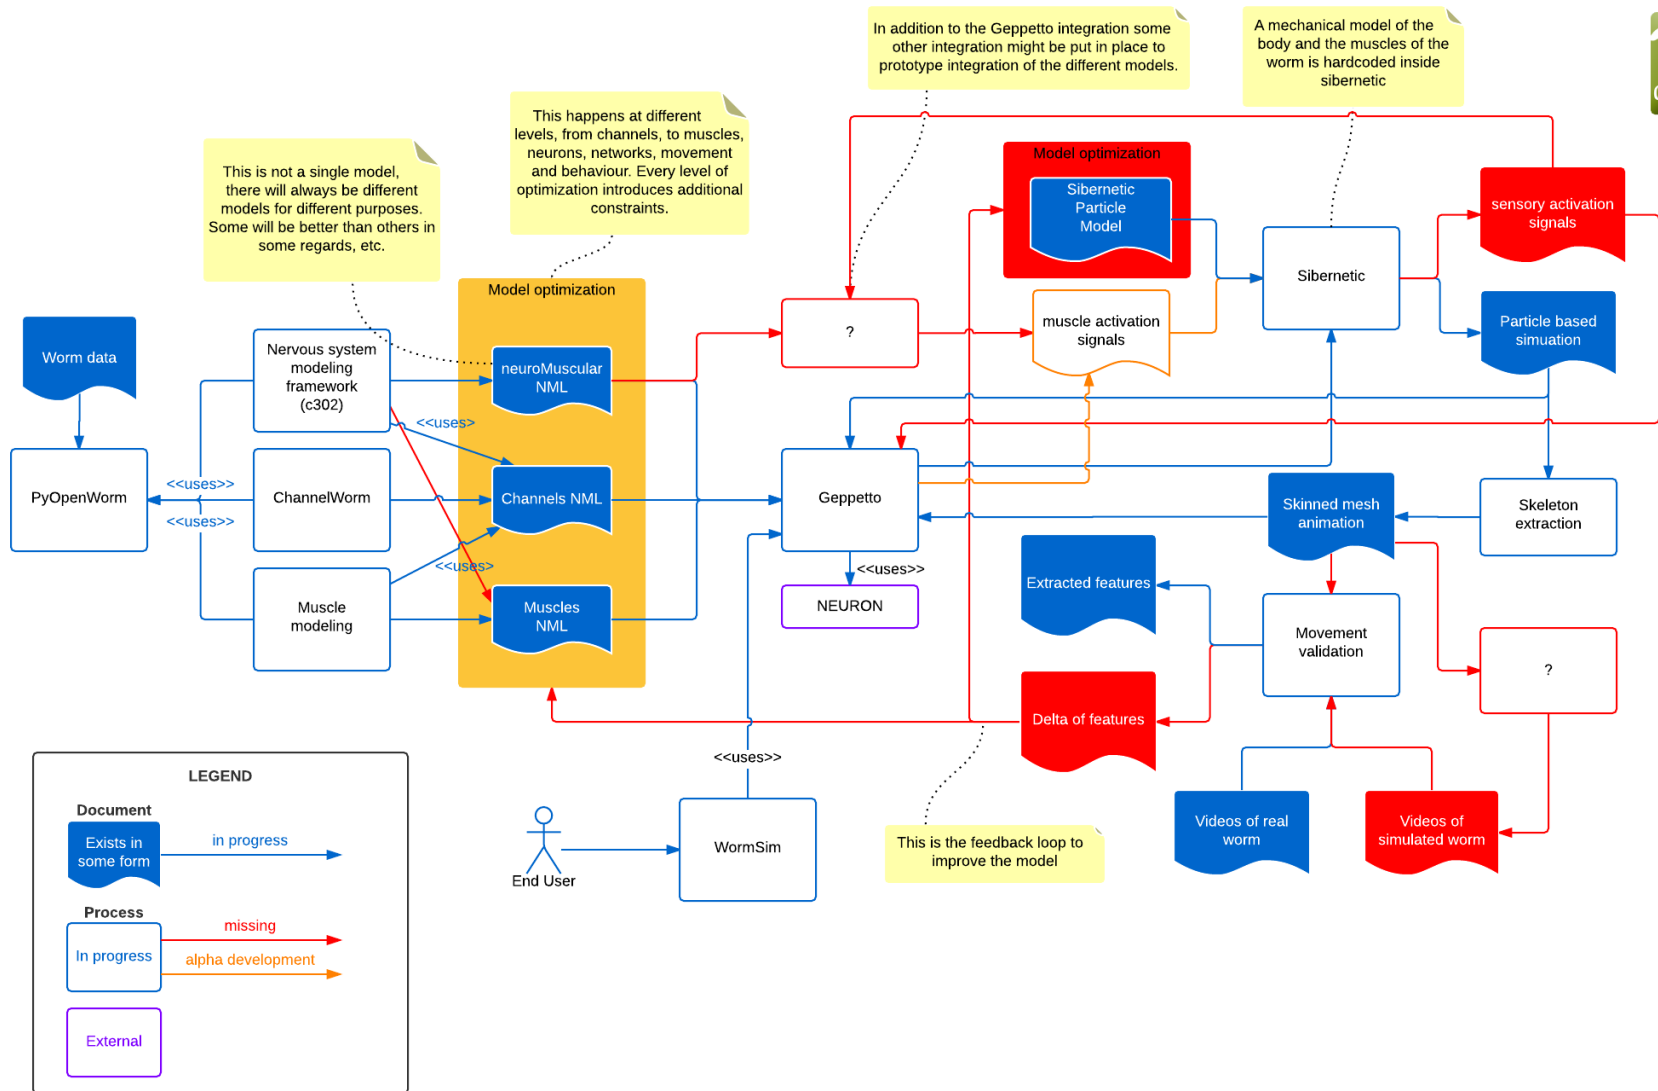 In addition to the Geppetto integration some
other integration might be put in place to
prototype integration of the different models.
A mechanical model of the
body and the muscles of the
worm is hardcoded inside
sibernetic
This happens at different
levels, from channels, to muscles,
neurons, networks, movement
and behaviour. Every level of
optimization introduces additional
constraints.
This is not a single model,
there will always be different
models for different purposes.
Some will be better than others in
some regards, etc.
Model optimization
Sibernetic
Particle
Model
sensory activation
signals
Sibernetic
Model optimization
?
muscle activation
signals
Particle based
simuation
Worm data
Nervous system
modeling
framework
(c302)
neuroMuscular
NML
<<uses>
<<uses>>
PyOpenWorm
ChannelWorm
Channels NML
Geppetto
Skinned mesh
animation
Skeleton
extraction
<<uses>>
<<uses>
<<uses>>
Extracted features
NEURON
Muscle
modeling
Muscles
NML
Movement
validation
?
Delta of features
<<uses>>
LEGEND
Document
Exists in
some form
in progress
Process
In progress
missing
alpha development
External
End User
WormSim
This is the feedback loop to
improve the model
Videos of real
worm
Videos of
simulated worm